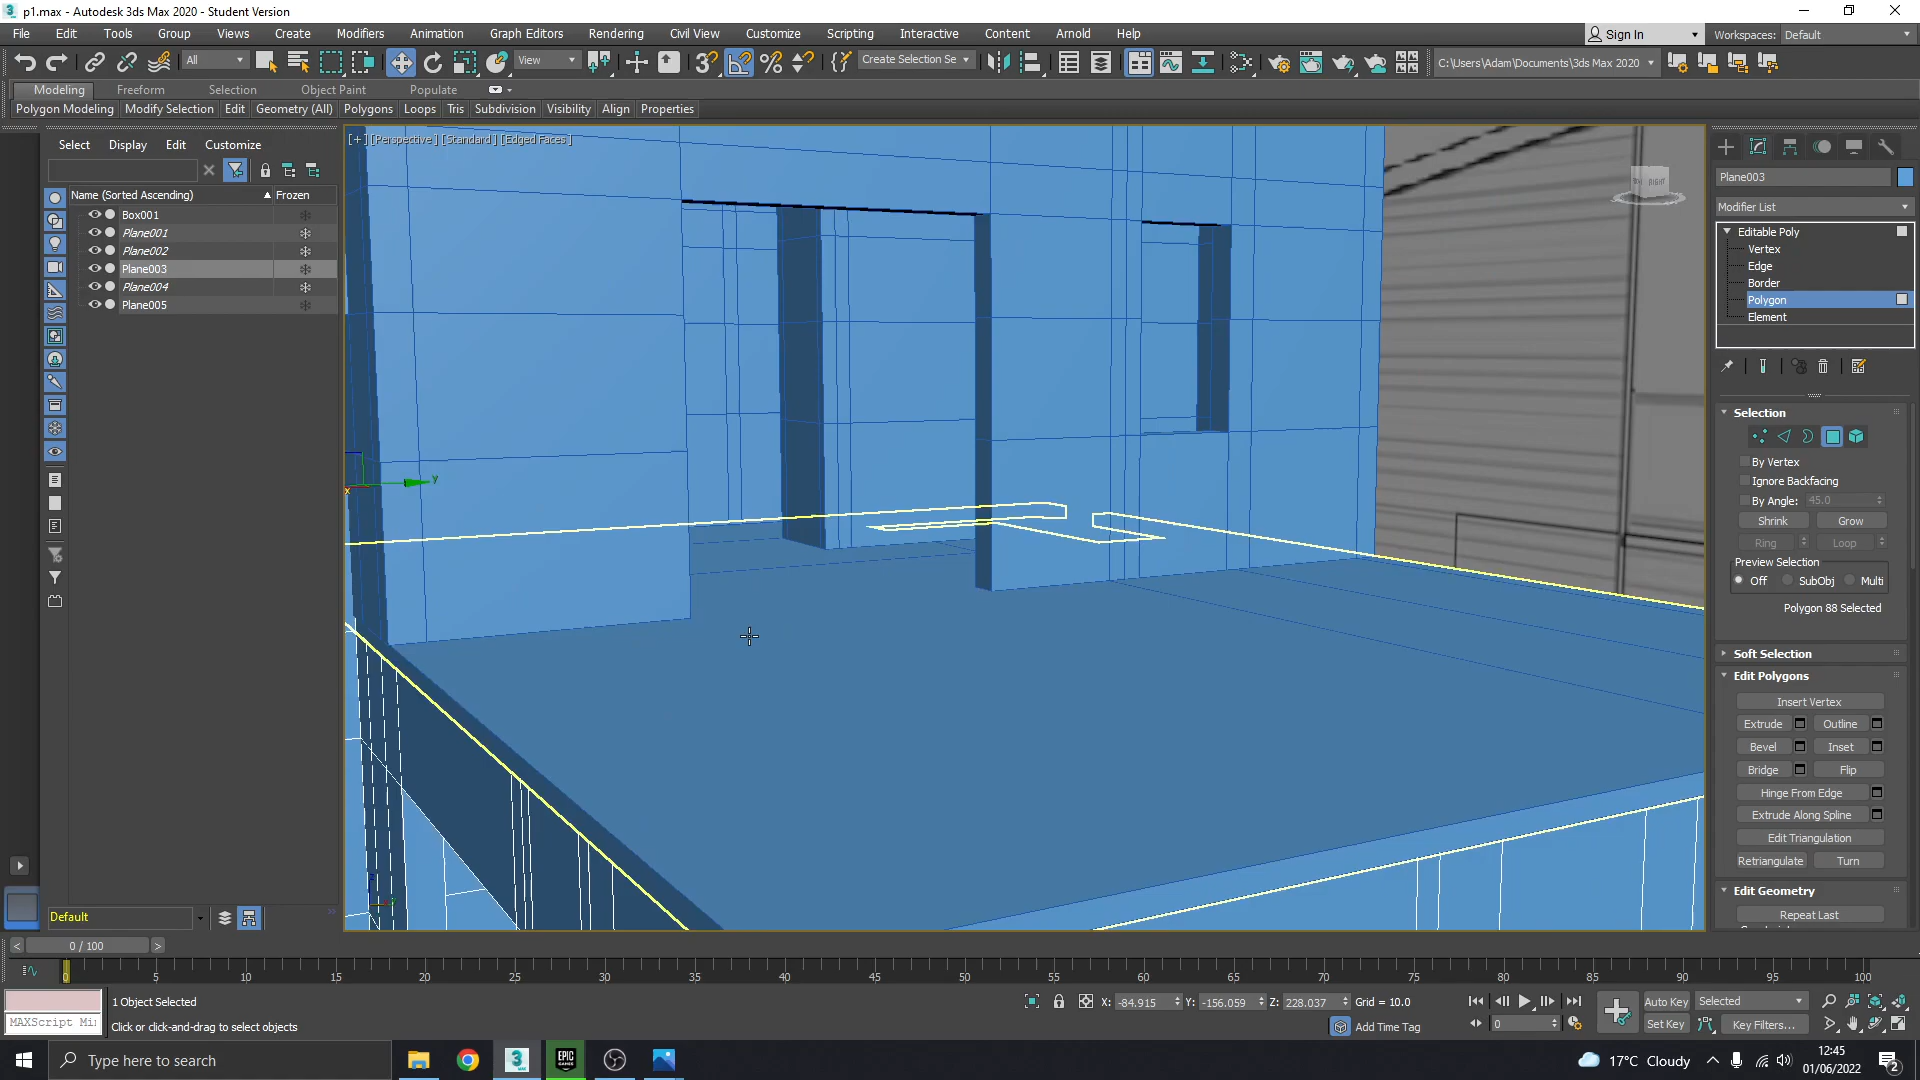 p1.max - Autodesk 3ds Max 2020 - Student Version
File Edit Tools Group Views Create Modifiers Animation Graph Editors Rendering Civil View Customize Scripting Interactive Content Arnold Help Sign In Workspaces: Default
All View Create Selection Se C:\Users\Adam\Documents\3ds Max 2020
Modeling Freeform Selection Object Paint Populate
Polygon Modeling Modify Selection Edit Geometry (All) Polygons Loops Tris Subdivision Visibility Align Properties
Select Display Edit Customize
Name (Sorted Ascending) Frozen
Box001
Plane001
Plane002
Plane003
Plane004
Plane005
Default
[+] [Perspective] [Standard] [Edged Faces]
RIGHT
y
x
Plane003
Modifier List
Editable Poly
Vertex
Edge
Border
Polygon
Element
Selection
By Vertex
Ignore Backfacing
By Angle: 45.0
Shrink Grow
Ring Loop
Preview Selection
Off SubObj Multi
Polygon 88 Selected
Soft Selection
Edit Polygons
Insert Vertex
Extrude Outline
Bevel Inset
Bridge Flip
Hinge From Edge
Extrude Along Spline
Edit Triangulation
Retriangulate Turn
Edit Geometry
Repeat Last
< 0 / 100 >
0 5 10 15 20 25 30 35 40 45 50 55 60 65 70 75 80 85 90 95 100
1 Object Selected X: -84.915 Y: -156.059 Z: 228.037 Grid = 10.0 Auto Key Selected
MAXScript Mi Click or click-and-drag to select objects Add Time Tag 0 Set Key Key Filters...
Type here to search
3
EPIC
GAMES
17°C Cloudy
12:45
01/06/2022
2